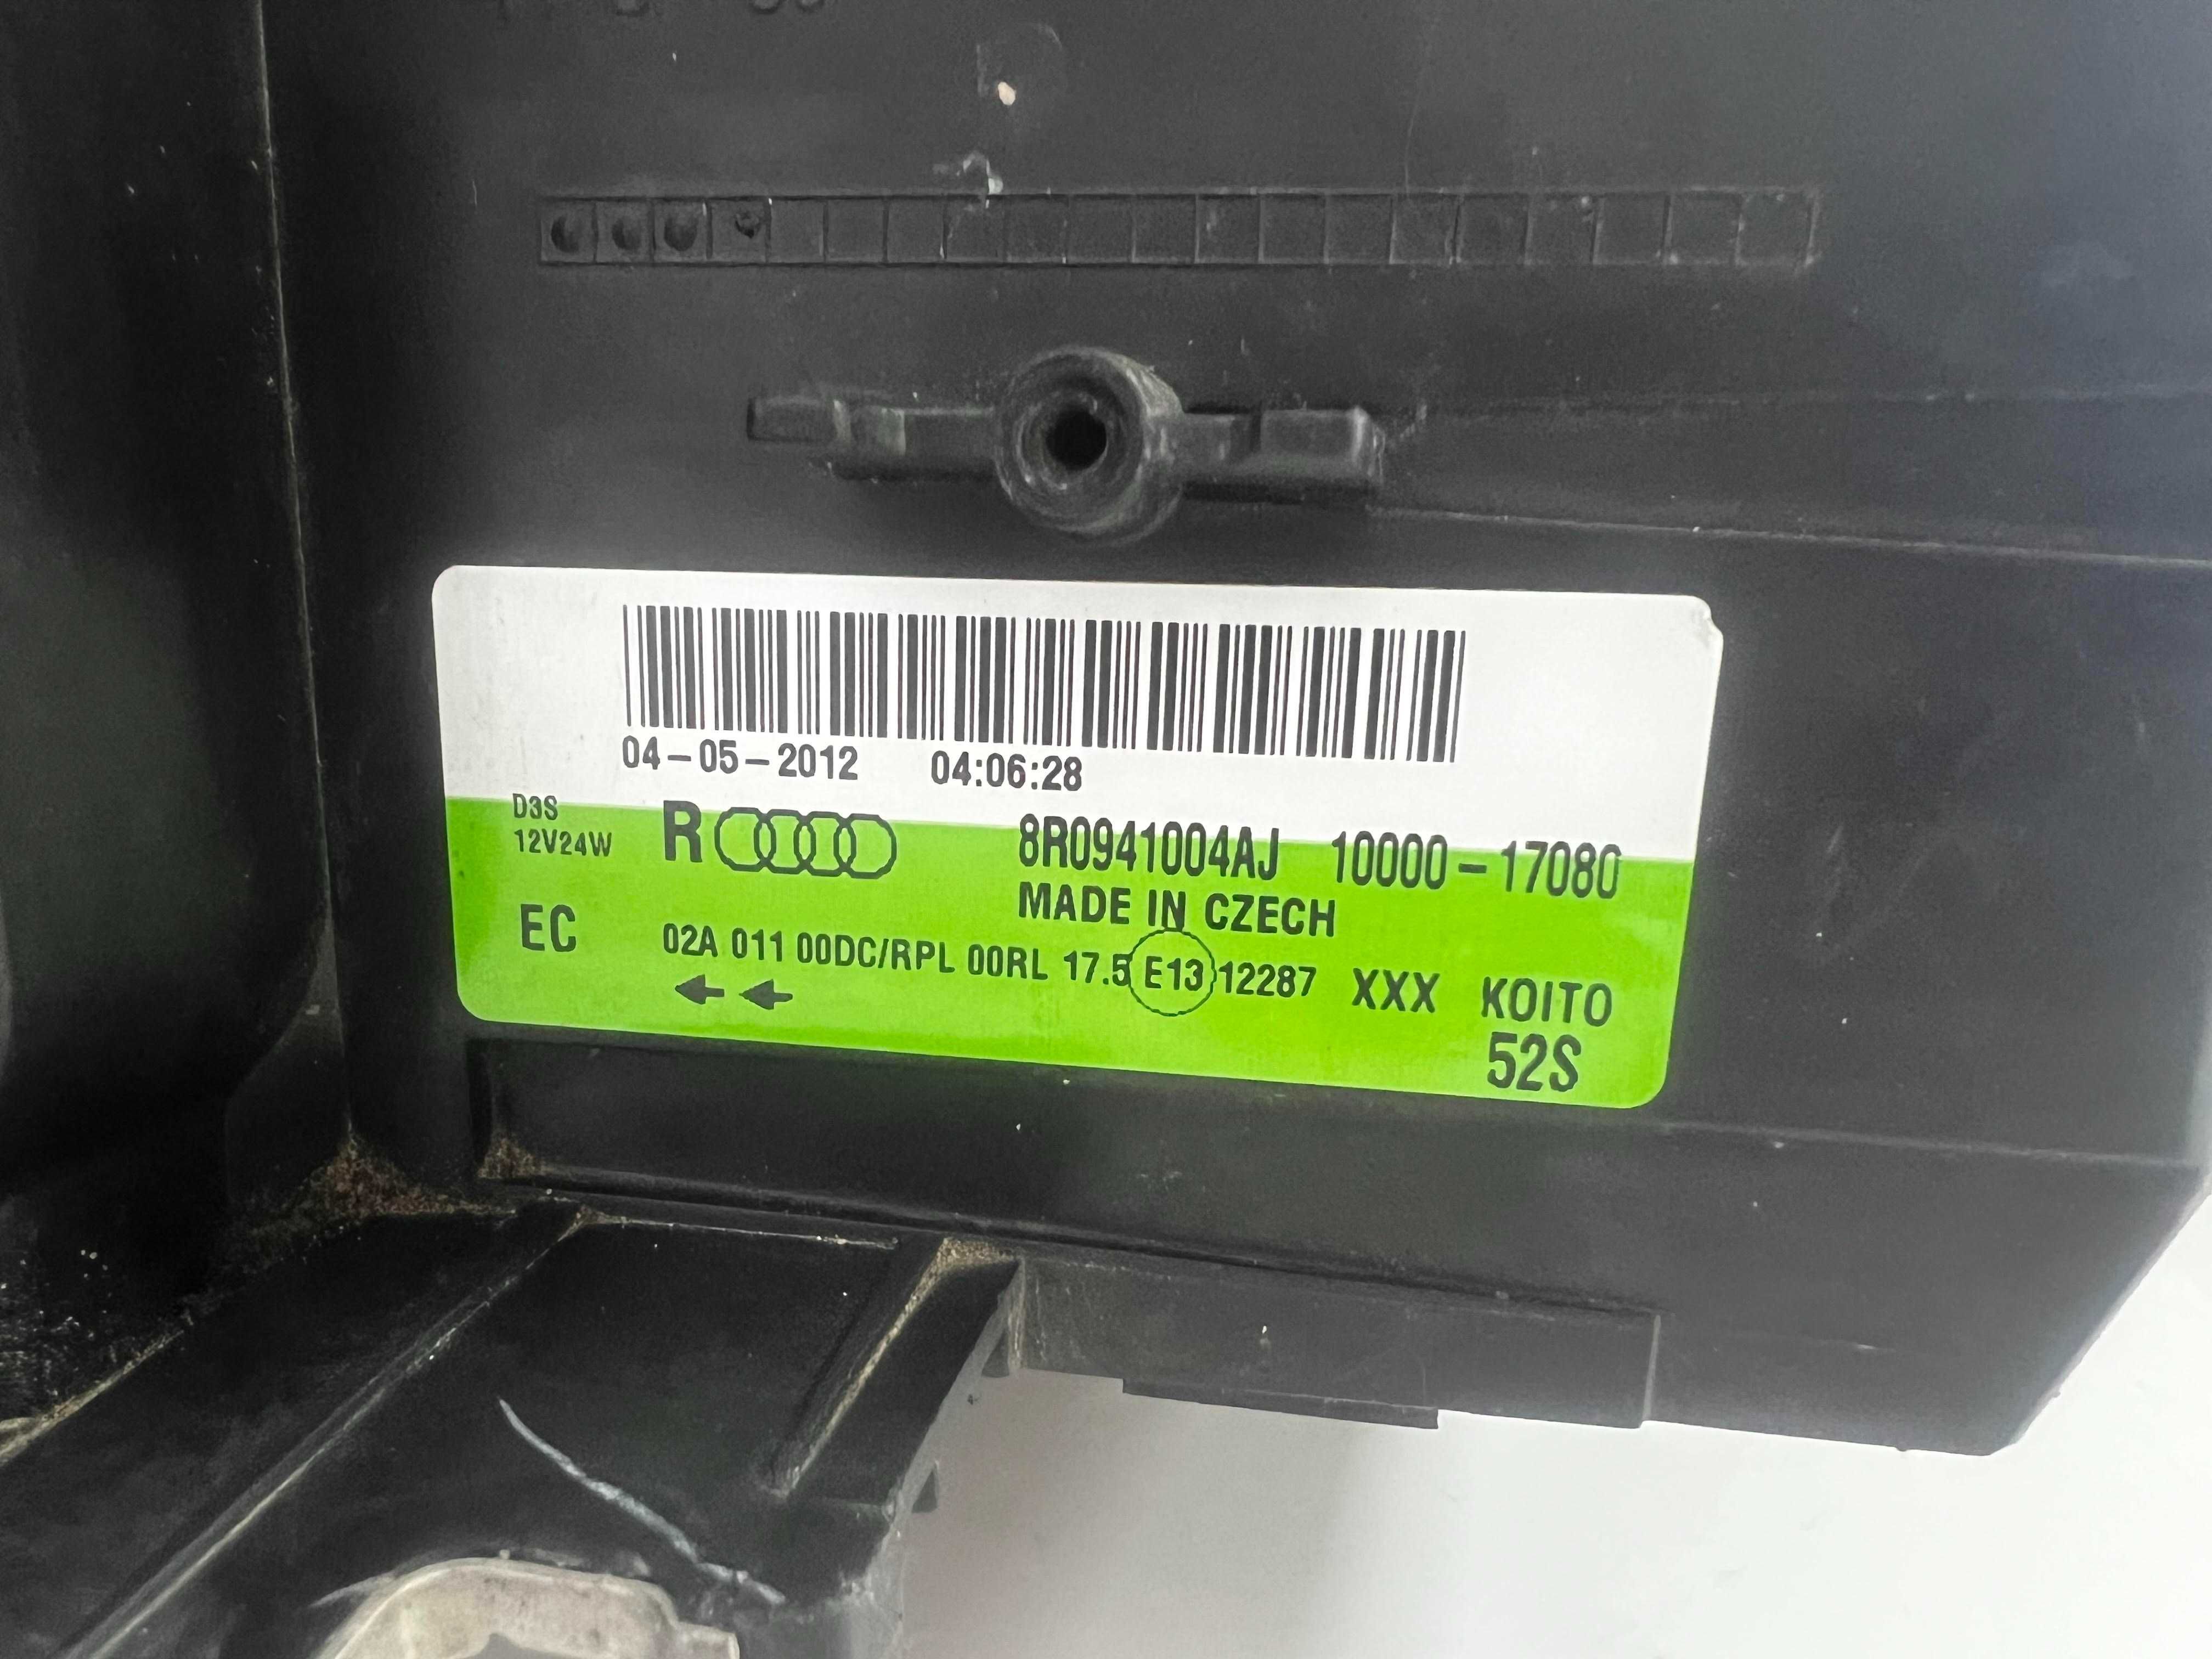 04-05-2012 04:06:28
D3S
12V24W
R 8R0941004AJ 10000-17080
MADE IN CZECH
EC 02A 011 00DC/RPL 00RL 17.5 E13 12287 XXX KOITO
52S